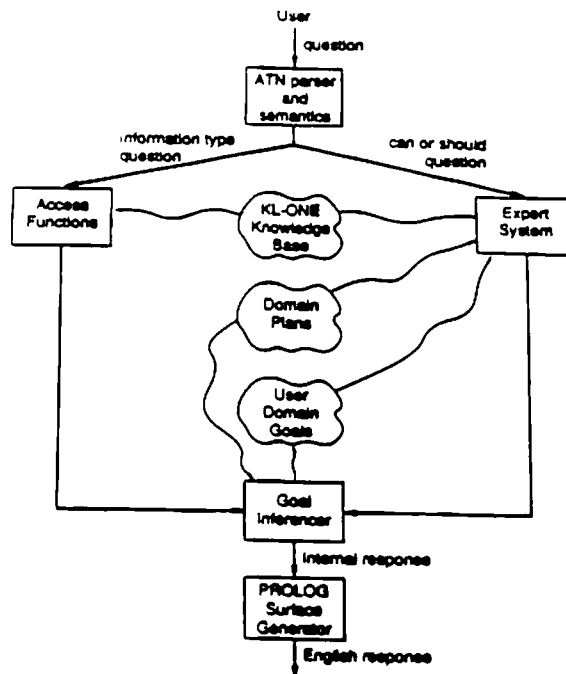 User
question
ATN parser
and
semantics
information type
question
can or should
question
Access
Functions
KL-ONE
Knowledge
Base
Expert
System
Domain
Plans
User
Domain
Goals
Goal
Inferencer
Internal response
PROLOG
Surface
Generator
English response